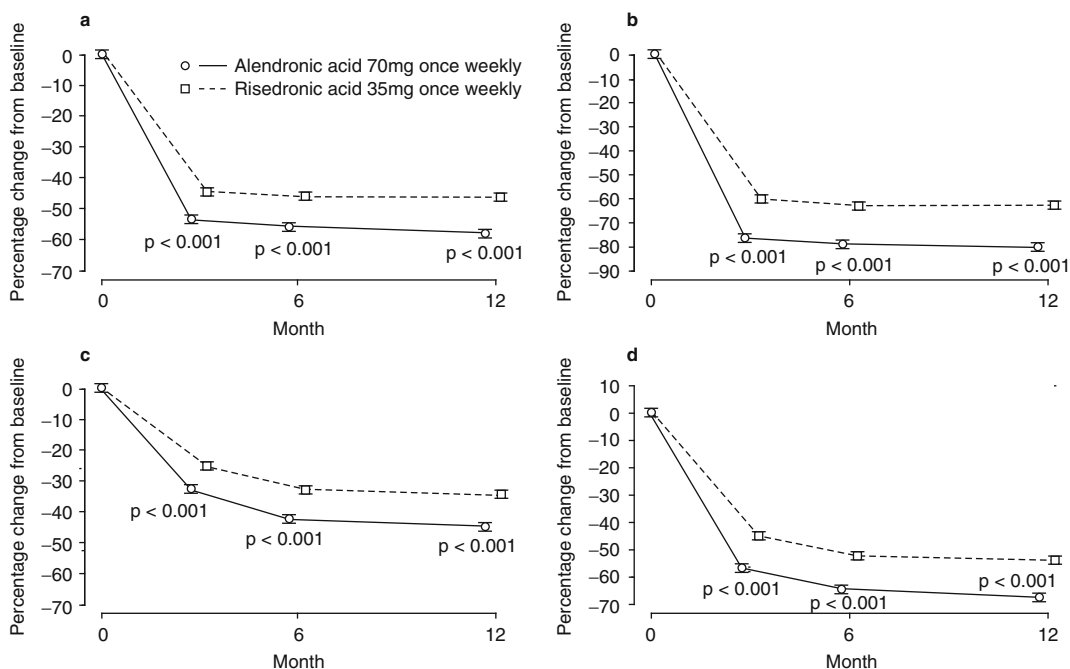 a
Percentage change from baseline
0
−10
−20
−30
−40
−50
−60
−70
Alendronic acid 70mg once weekly
Risedronic acid 35mg once weekly
p < 0.001
p < 0.001
p < 0.001
0 6 12
Month
b
Percentage change from baseline
0
−10
−20
−30
−40
−50
−60
−70
−80
−90
p < 0.001
p < 0.001
p < 0.001
0 6 12
Month
c
Percentage change from baseline
0
−10
−20
−30
−40
−50
−60
−70
p < 0.001
p < 0.001
p < 0.001
0 6 12
Month
d
Percentage change from baseline
10
0
−10
−20
−30
−40
−50
−60
−70
p < 0.001
p < 0.001
p < 0.001
0 6 12
Month